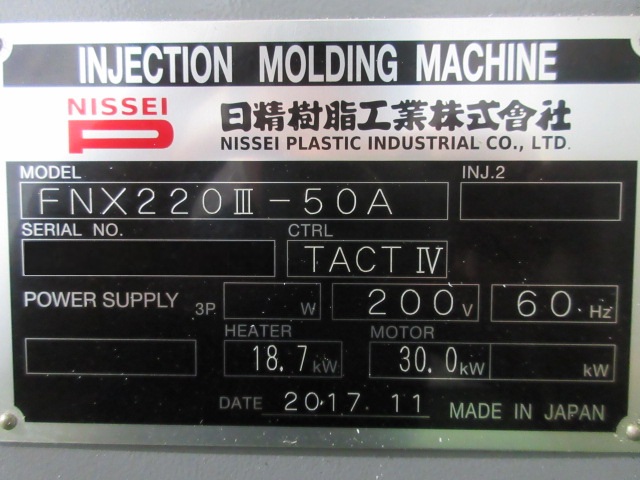 INJECTION MOLDING MACHINE
NISSEI
P
日精樹脂工業株式會社
NISSEI PLASTIC INDUSTRIAL CO., LTD.
MODEL INJ.2
FNX220Ⅲ-50A
SERIAL NO. CTRL
TACT Ⅳ
POWER SUPPLY 3P W 200 V 60 Hz
HEATER MOTOR
18.7 kW 30.0 kW kW
DATE 2017.11 MADE IN JAPAN